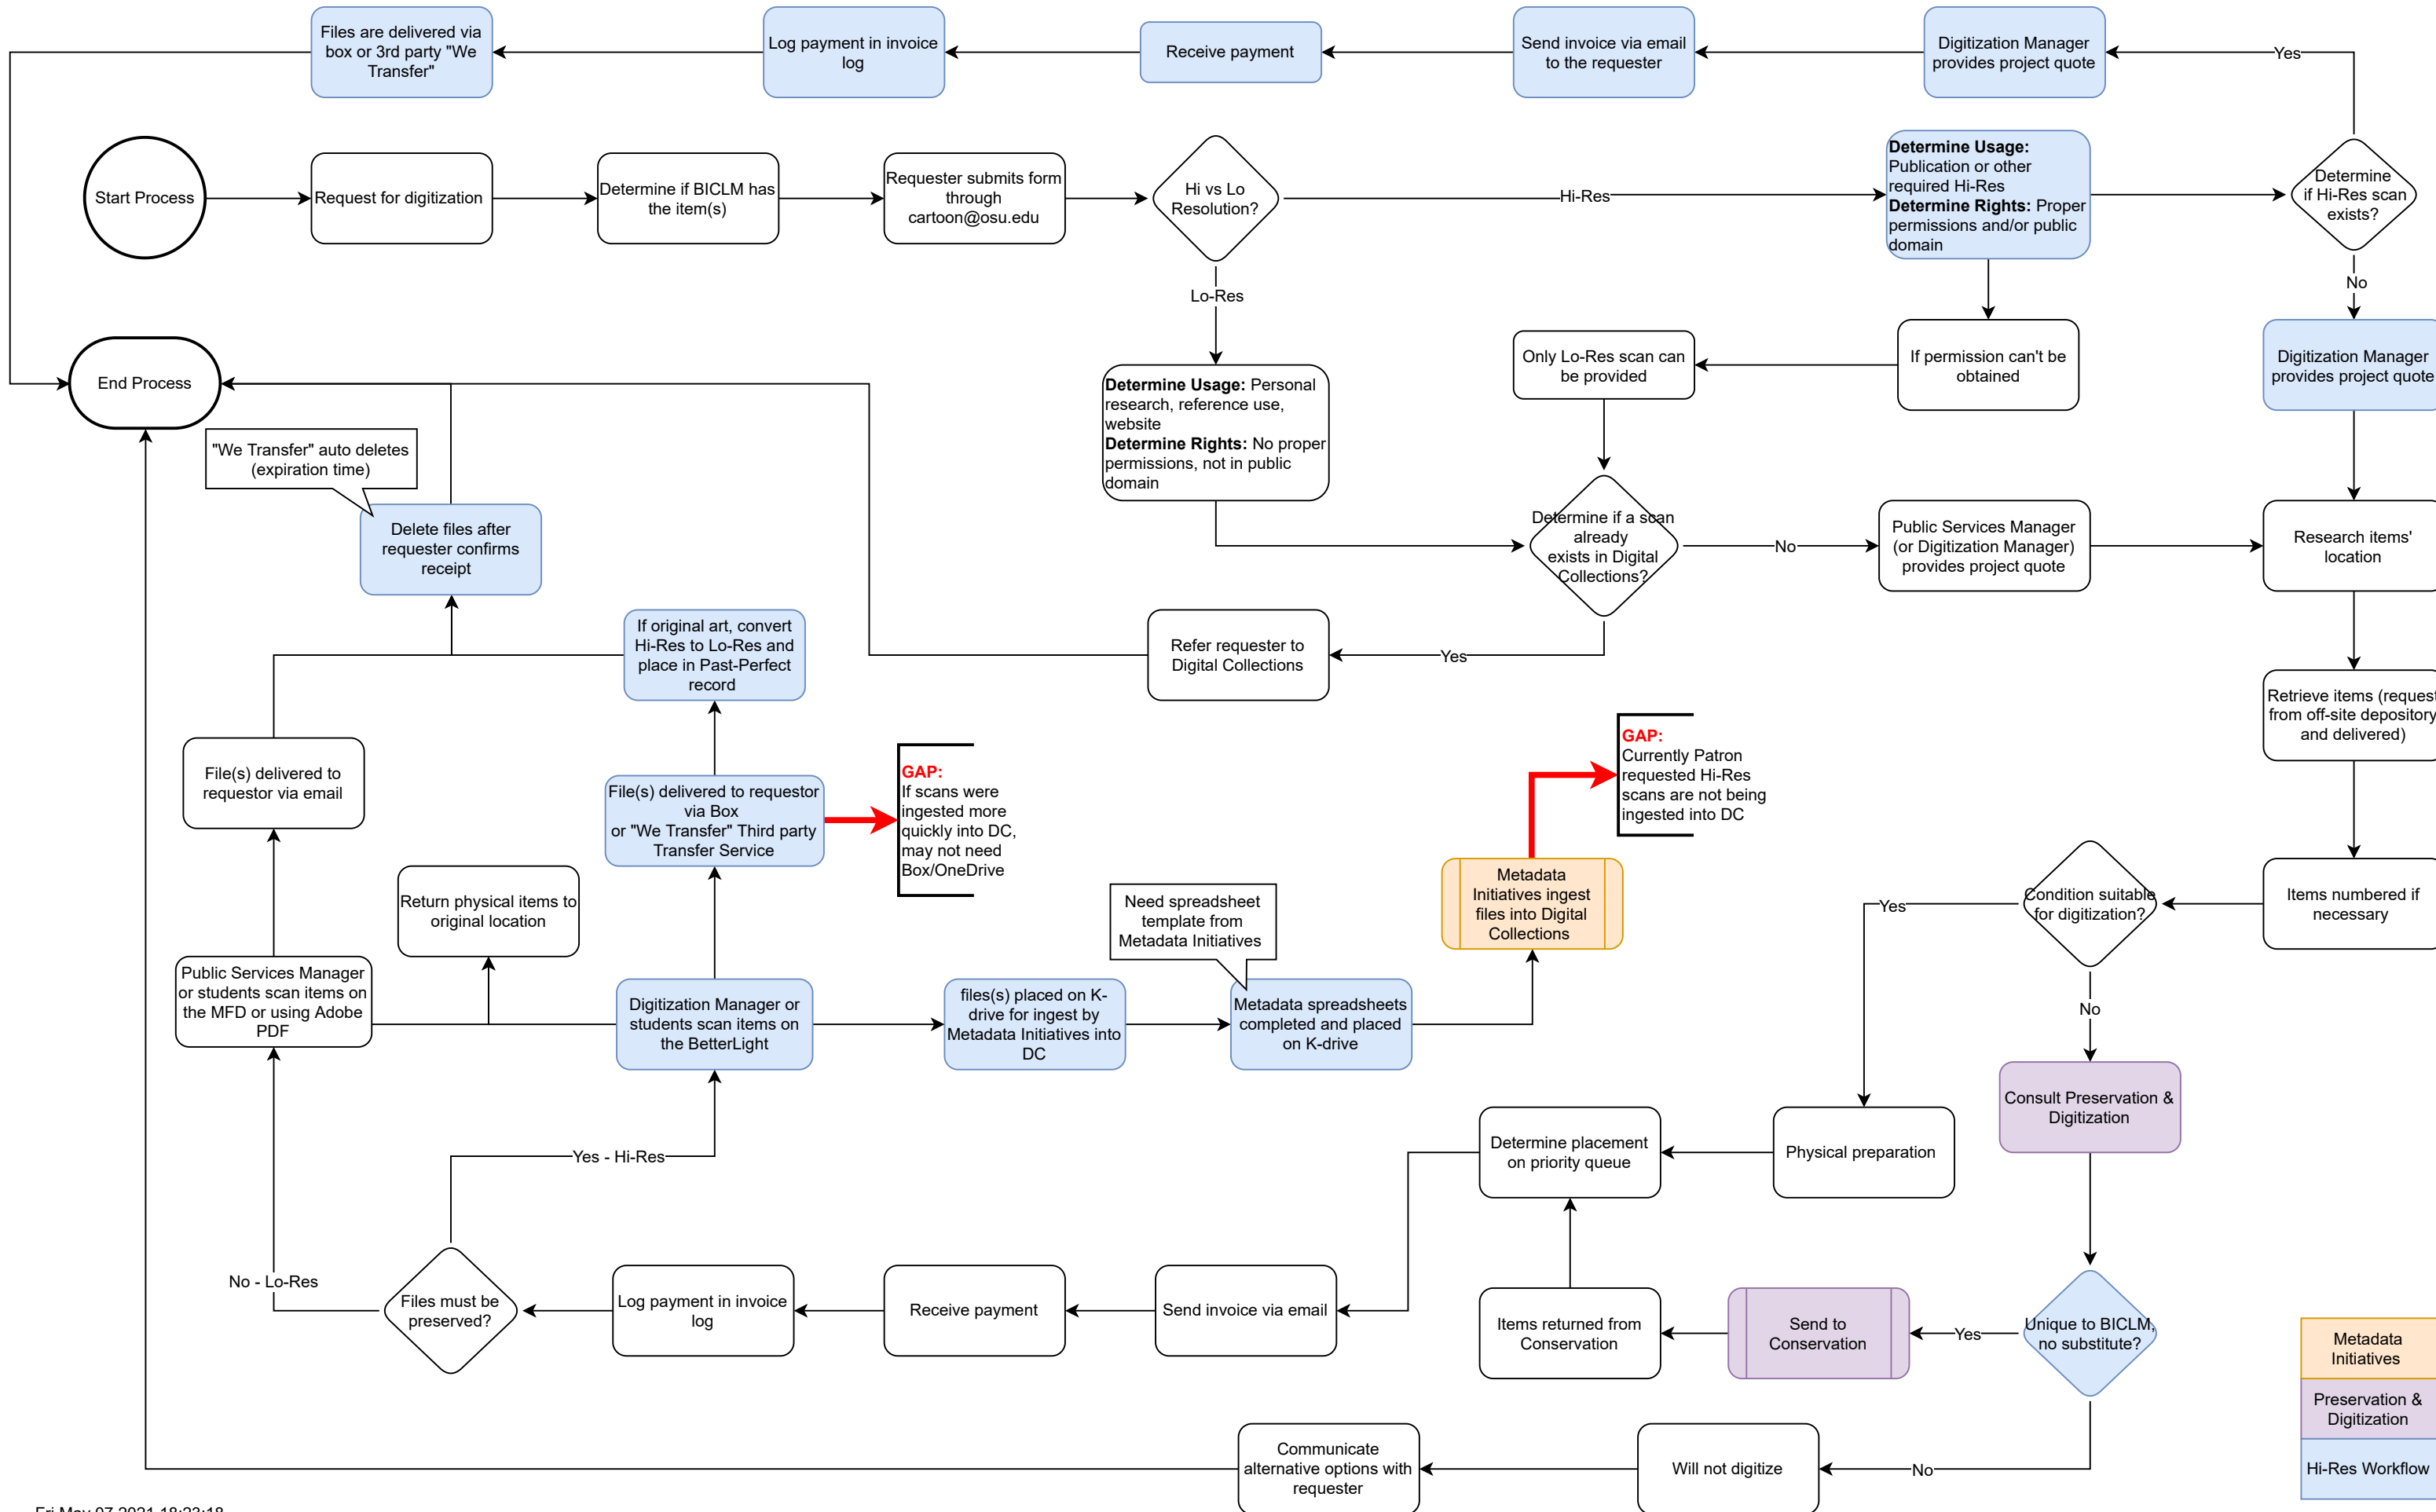 Files are delivered via
box or 3rd party "We
Transfer"
Log payment in invoice
log
Receive payment
Send invoice via email
to the requester
Digitization Manager
provides project quote
Yes
Start Process
Request for digitization
Determine if BICLM has
the item(s)
Requester submits form
through
cartoon@osu.edu
Hi vs Lo
Resolution?
Hi-Res
Determine Usage:
Publication or other
required Hi-Res
Determine Rights: Proper
permissions and/or public
domain
Determine
if Hi-Res scan
exists?
Lo-Res
No
End Process
Determine Usage: Personal
research, reference use,
website
Determine Rights: No proper
permissions, not in public
domain
Only Lo-Res scan can
be provided
If permission can't be
obtained
Digitization Manager
provides project quote
"We Transfer" auto deletes
(expiration time)
Delete files after
requester confirms
receipt
Determine if a scan
already
exists in Digital
Collections?
No
Public Services Manager
(or Digitization Manager)
provides project quote
Research items'
location
If original art, convert
Hi-Res to Lo-Res and
place in Past-Perfect
record
Refer requester to
Digital Collections
Yes
Retrieve items (request
from off-site depository
and delivered)
File(s) delivered to
requestor via email
File(s) delivered to requestor
via Box
or "We Transfer" Third party
Transfer Service
GAP:
If scans were
ingested more
quickly into DC,
may not need
Box/OneDrive
GAP:
Currently Patron
requested Hi-Res
scans are not being
ingested into DC
Return physical items to
original location
Need spreadsheet
template from
Metadata Initiatives
Metadata
Initiatives ingest
files into Digital
Collections
Yes
Condition suitable
for digitization?
Items numbered if
necessary
Public Services Manager
or students scan items on
the MFD or using Adobe
PDF
Digitization Manager or
students scan items on
the BetterLight
files(s) placed on K-
drive for ingest by
Metadata Initiatives into
DC
Metadata spreadsheets
completed and placed
on K-drive
No
Consult Preservation &
Digitization
Yes - Hi-Res
Determine placement
on priority queue
Physical preparation
No - Lo-Res
Files must be
preserved?
Log payment in invoice
log
Receive payment
Send invoice via email
Items returned from
Conservation
Send to
Conservation
Yes
Unique to BICLM,
no substitute?
Metadata
Initiatives
Preservation &
Digitization
Hi-Res Workflow
Communicate
alternative options with
requester
Will not digitize
No
Fri May 07 2021 18:23:18